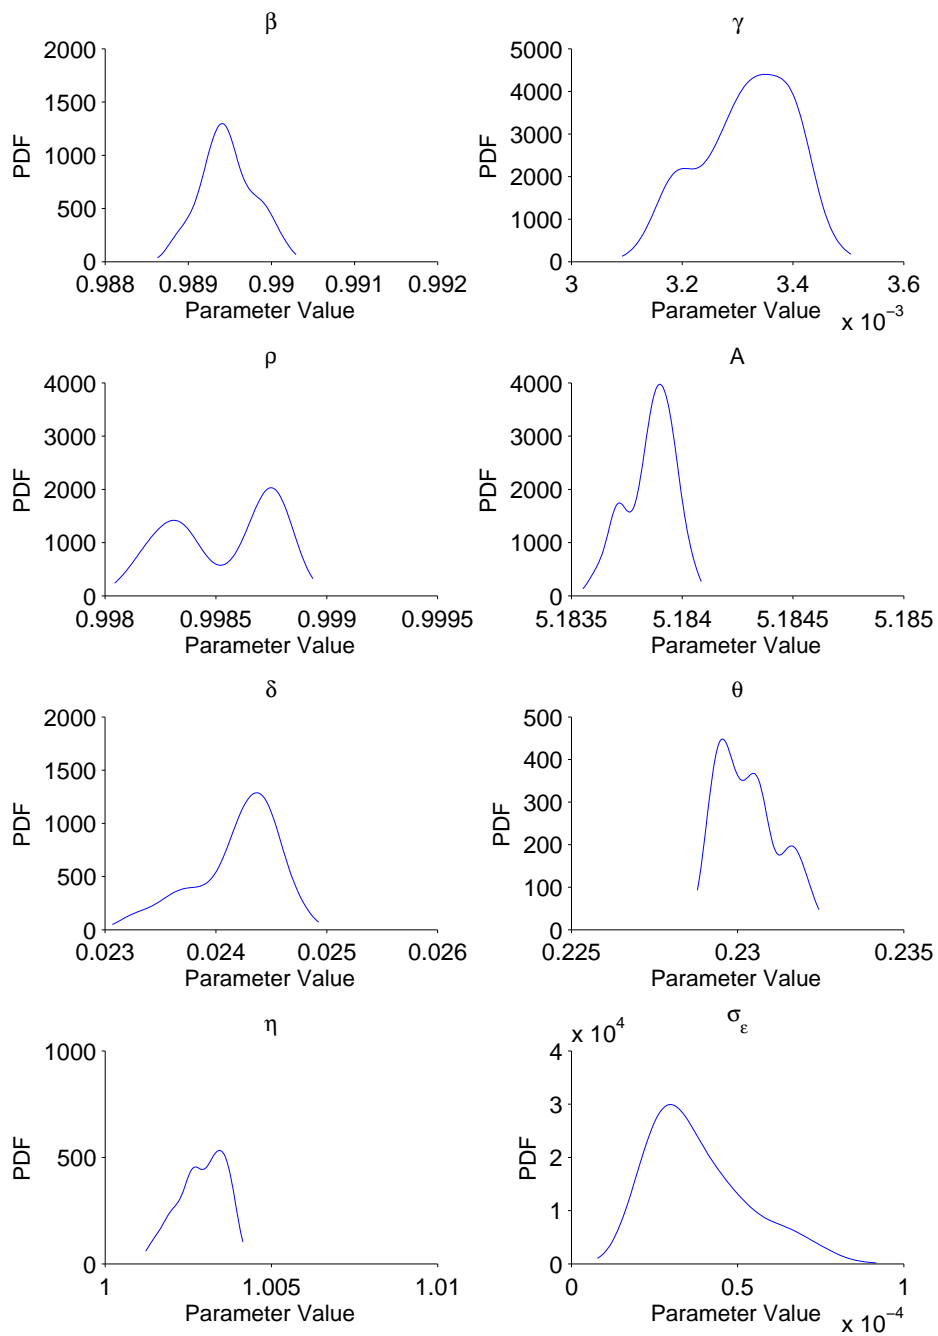 β
2000
1500
1000
500
0
PDF
0.988 0.989 0.99 0.991 0.992
Parameter Value
γ
5000
4000
3000
2000
1000
0
PDF
3 3.2 3.4 3.6
Parameter Value
x 10−3
ρ
4000
3000
2000
1000
0
PDF
0.998 0.9985 0.999 0.9995
Parameter Value
A
4000
3000
2000
1000
0
PDF
5.1835 5.184 5.1845 5.185
Parameter Value
δ
2000
1500
1000
500
0
PDF
0.023 0.024 0.025 0.026
Parameter Value
θ
500
400
300
200
100
0
PDF
0.225 0.23 0.235
Parameter Value
η
1000
500
0
PDF
1 1.005 1.01
Parameter Value
σε
x 104
4
3
2
1
0
PDF
0 0.5 1
Parameter Value
x 10−4